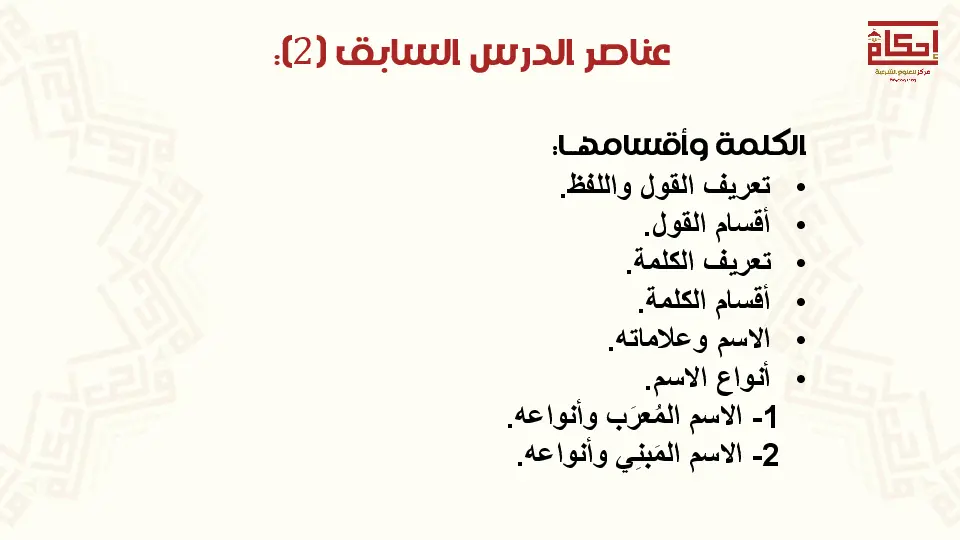 عناصر الدرس السابق (2):
إحكام
مركز للعلوم الشرعية
الكلمة وأقسامها:
• تعريف القول واللفظ.
• أقسام القول.
• تعريف الكلمة.
• أقسام الكلمة.
• الاسم وعلاماته.
• أنواع الاسم.
1- الاسم المُعرَب وأنواعه.
2- الاسم المَبنِي وأنواعه.